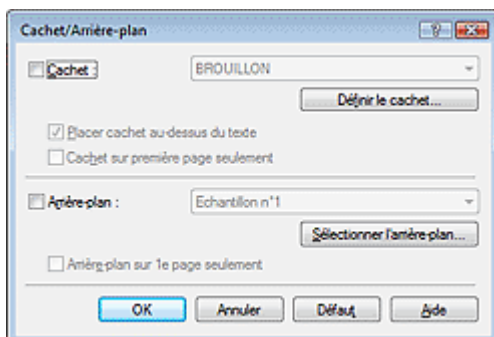 Cachet/Arrière-plan
Cachet : BROUILLON
Définir le cachet...
Placer cachet au-dessus du texte
Cachet sur première page seulement
Arrière-plan : Echantillon n°1
Sélectionner l'arrière-plan...
Arrière-plan sur 1e page seulement
OK Annuler Défaut Aide